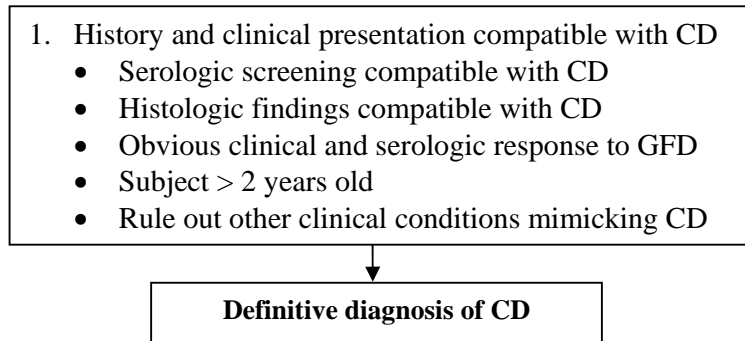 1. History and clinical presentation compatible with CD
• Serologic screening compatible with CD
• Histologic findings compatible with CD
• Obvious clinical and serologic response to GFD
• Subject > 2 years old
• Rule out other clinical conditions mimicking CD
Definitive diagnosis of CD